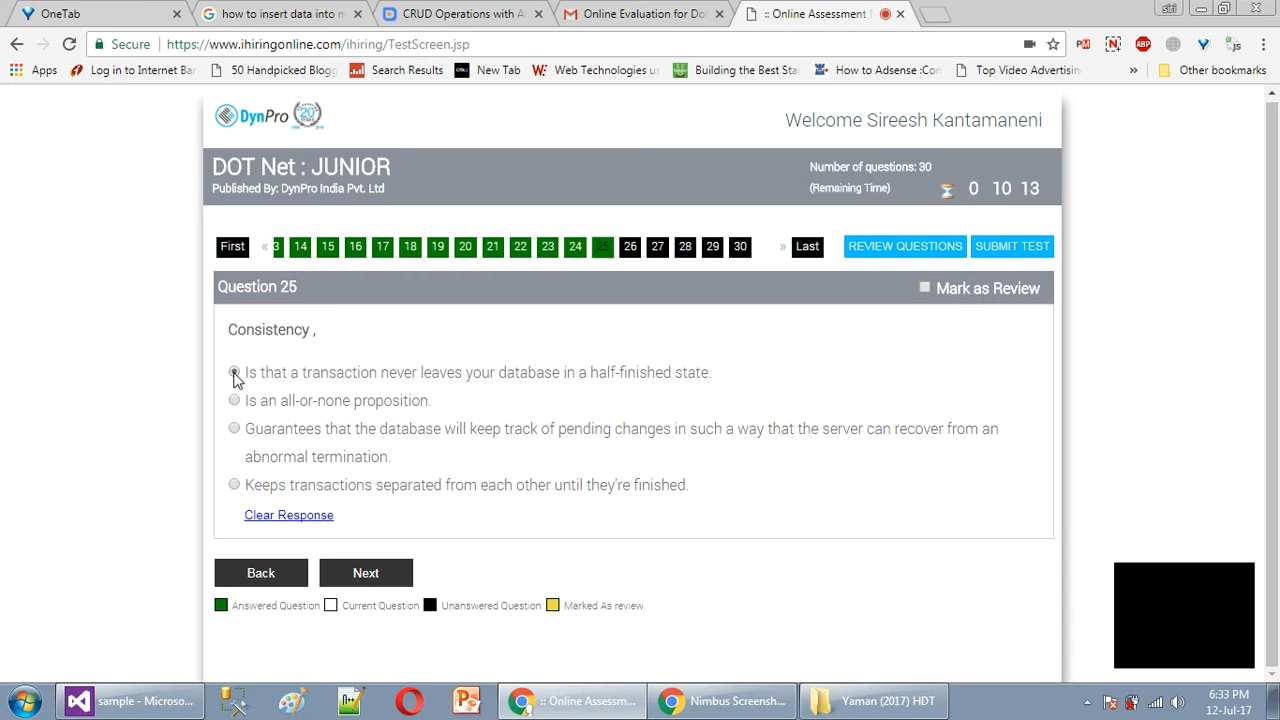 OneTab
how to insert data into m
CRUD Operations with A
Online Evaluation for Do
:: Online Assessment
Secure
https://www.ihiringonline.com/ihiring/TestScreen.jsp
Apps
Log in to Internet Ba
50 Handpicked Blog
Search Results
New Tab
Web Technologies us
Building the Best Sta
How to Adsense :Con
Top Video Advertisin
Other bookmarks
DynPro
Welcome Sireesh Kantamaneni
DOT Net : JUNIOR
Published By: DynPro India Pvt. Ltd
Number of questions: 30
(Remaining Time)
0 10 13
First « 3 14 15 16 17 18 19 20 21 22 23 24 25 26 27 28 29 30 » Last
REVIEW QUESTIONS
SUBMIT TEST
Question 25
Mark as Review
Consistency ,
Is that a transaction never leaves your database in a half-finished state.
Is an all-or-none proposition.
Guarantees that the database will keep track of pending changes in such a way that the server can recover from an
abnormal termination.
Keeps transactions separated from each other until they're finished.
Clear Response
Back
Next
Answered Question
Current Question
Unanswered Question
Marked As review
sample - Microso...
:: Online Assessm...
Nimbus Screensh...
Yaman (2017) HDT
6:33 PM
12-Jul-17